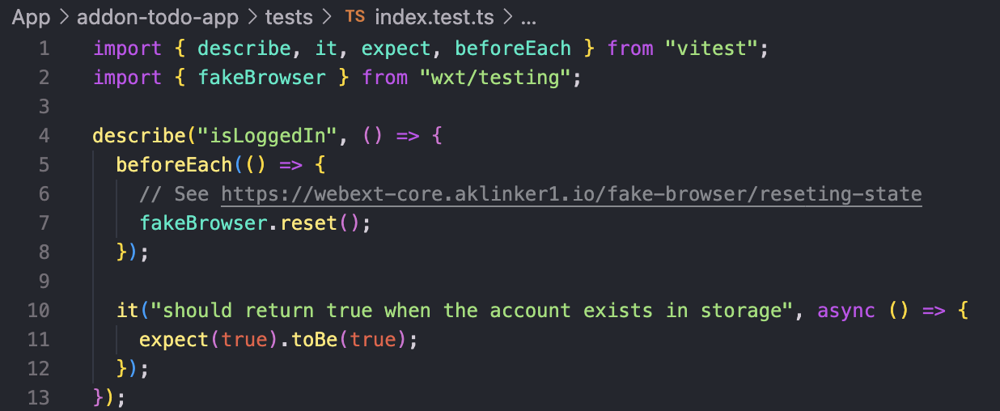 App > addon-todo-app > tests > TS index.test.ts > ...
1 import { describe, it, expect, beforeEach } from "vitest";
2 import { fakeBrowser } from "wxt/testing";
3
4 describe("isLoggedIn", () => {
5   beforeEach(() => {
6     // See https://webext-core.aklinker1.io/fake-browser/reseting-state
7     fakeBrowser.reset();
8   });
9
10   it("should return true when the account exists in storage", async () => {
11     expect(true).toBe(true);
12   });
13 });